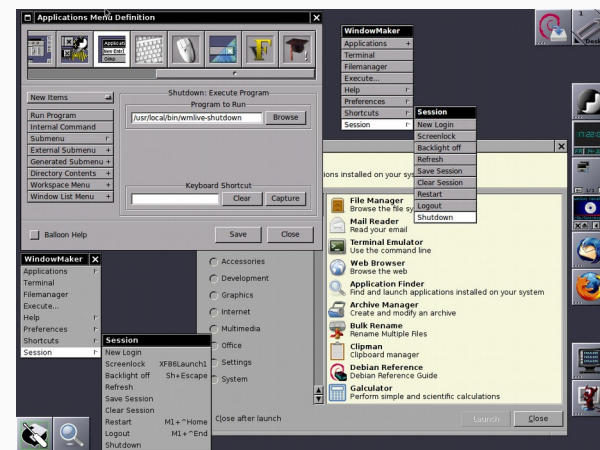 Applications Menu Definition
New Items
Run Program
Internal Command
Submenu
External Submenu +
Generated Submenu +
Directory Contents +
Workspace Menu +
Window List Menu +
Shutdown: Execute Program
Program to Run
/usr/local/bin/wmlive-shutdown
Browse
Keyboard Shortcut
Clear
Capture
Balloon Help
Save
Close
WindowMaker
Applications +
Terminal
Filemanager
Execute...
Help
Preferences
Shortcuts
Session
Session
New Login
Screenlock
Backlight off
Refresh
Save Session
Clear Session
Restart
Logout
Shutdown
ions installed on your sy
File Manager
Browse the file sy
Mail Reader
Read your email
Terminal Emulator
Use the command line
Web Browser
Browse the web
Application Finder
Find and launch applications installed on your system
Archive Manager
Create and modify an archive
Bulk Rename
Rename Multiple Files
Clipman
Clipboard manager
Debian Reference
Debian Reference Guide
Galculator
Perform simple and scientific calculations
Accessories
Development
Graphics
Internet
Multimedia
Office
Settings
System
Close after launch
Launch
Close
WindowMaker
Applications
Terminal
Filemanager
Execute...
Help
Preferences
Shortcuts
Session
Session
New Login
Screenlock XF86Launch1
Backlight off Sh+Escape
Refresh
Save Session
Clear Session
Restart M1+^Home
Logout M1+^End
Shutdown